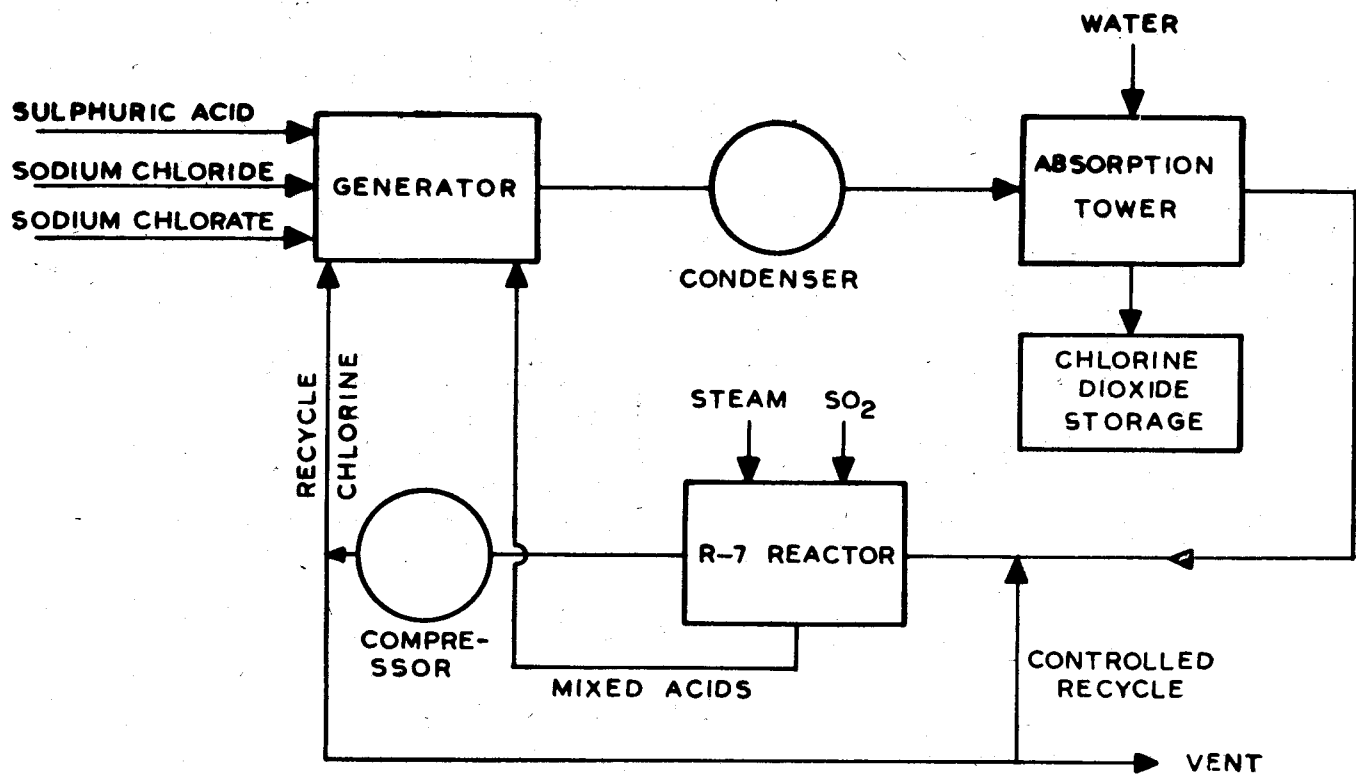 WATER
SULPHURIC ACID
SODIUM CHLORIDE
SODIUM CHLORATE
GENERATOR
CONDENSER
ABSORPTION
TOWER
CHLORINE
DIOXIDE
STORAGE
RECYCLE
CHLORINE
STEAM
SO₂
R-7 REACTOR
COMPRE-
SSOR
MIXED ACIDS
CONTROLLED
RECYCLE
VENT